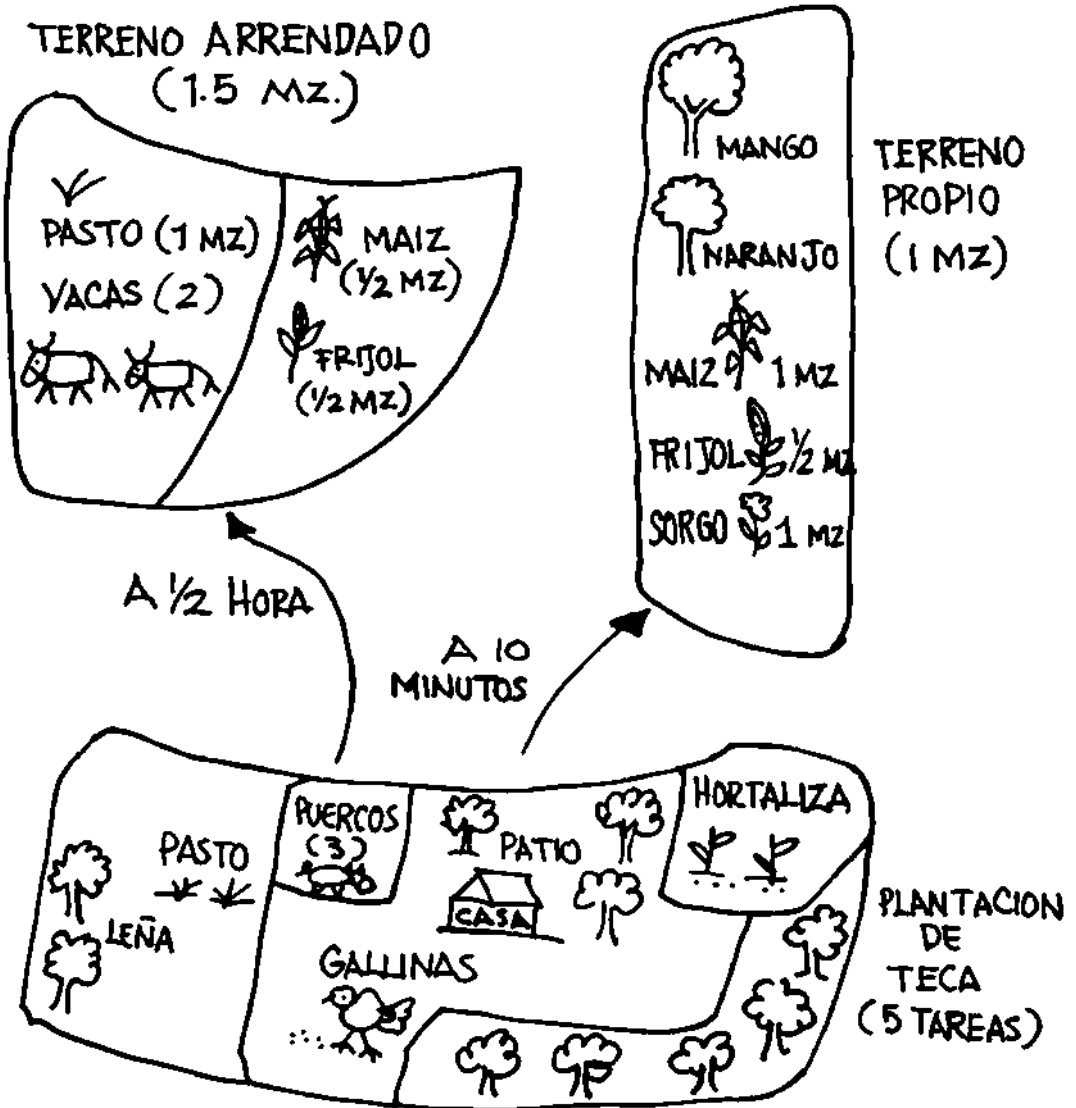 TERRENO ARRENDADO
(1.5 MZ.)
PASTO (1 MZ)
VACAS (2)
MAIZ
(1/2 MZ)
FRIJOL
(1/2 MZ)
MANGO
NARANJO
MAIZ 1 MZ
FRIJOL 1/2 MZ
SORGO 1 MZ
TERRENO
PROPIO
(1 MZ)
A 1/2 HORA
A 10
MINUTOS
PASTO
LEÑA
PUERCOS
(3)
PATIO
CASA
GALLINAS
HORTALIZA
PLANTACION
DE
TECA
(5 TAREAS)